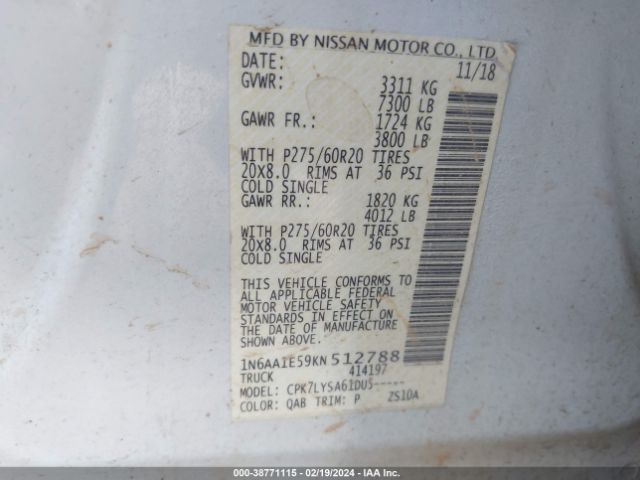 MFD BY NISSAN MOTOR CO., LTD.
DATE: 11/18
GVWR: 3311 KG
7300 LB
GAWR FR.: 1724 KG
3800 LB
WITH P275/60R20 TIRES
20X8.0 RIMS AT 36 PSI
COLD SINGLE
GAWR RR.: 1820 KG
4012 LB
WITH P275/60R20 TIRES
20X8.0 RIMS AT 36 PSI
COLD SINGLE
THIS VEHICLE CONFORMS TO
ALL APPLICABLE FEDERAL
MOTOR VEHICLE SAFETY
STANDARDS IN EFFECT ON
THE DATE OF MANUFACTURE
SHOWN ABOVE.
1N6AA1E59KN512788
TRUCK 414197
MODEL: CPK7LYSA61DU5-----
COLOR: QAB TRIM: P ZS10A
000-38771115 - 02/19/2024 - IAA Inc.